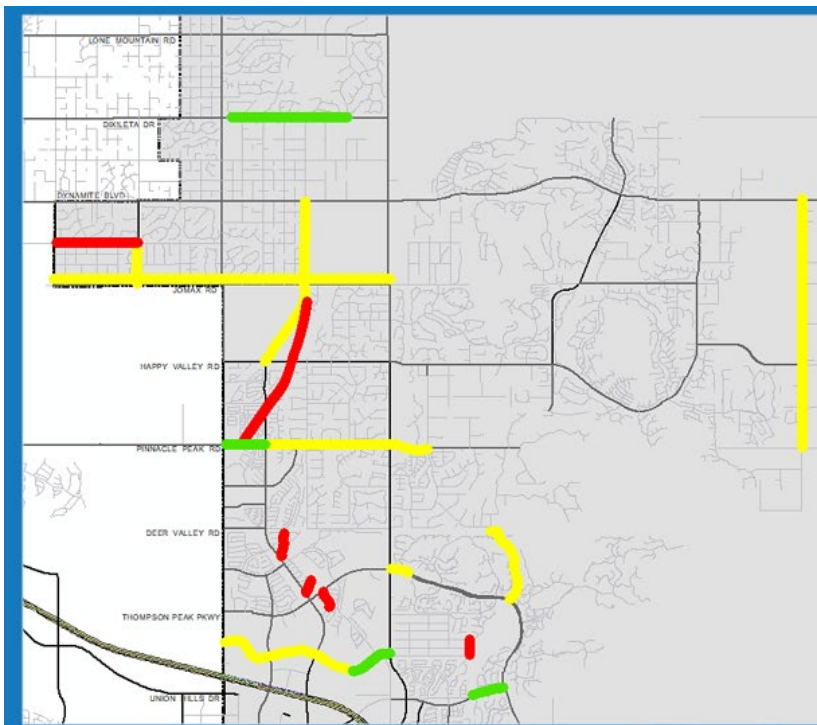 LONE MOUNTAIN RD
DIXILETA DR
DYNAMITE BLVD
JOMAX RD
HAPPY VALLEY RD
PINNACLE PEAK RD
DEER VALLEY RD
THOMPSON PEAK PKWY
UNION HILLS DR